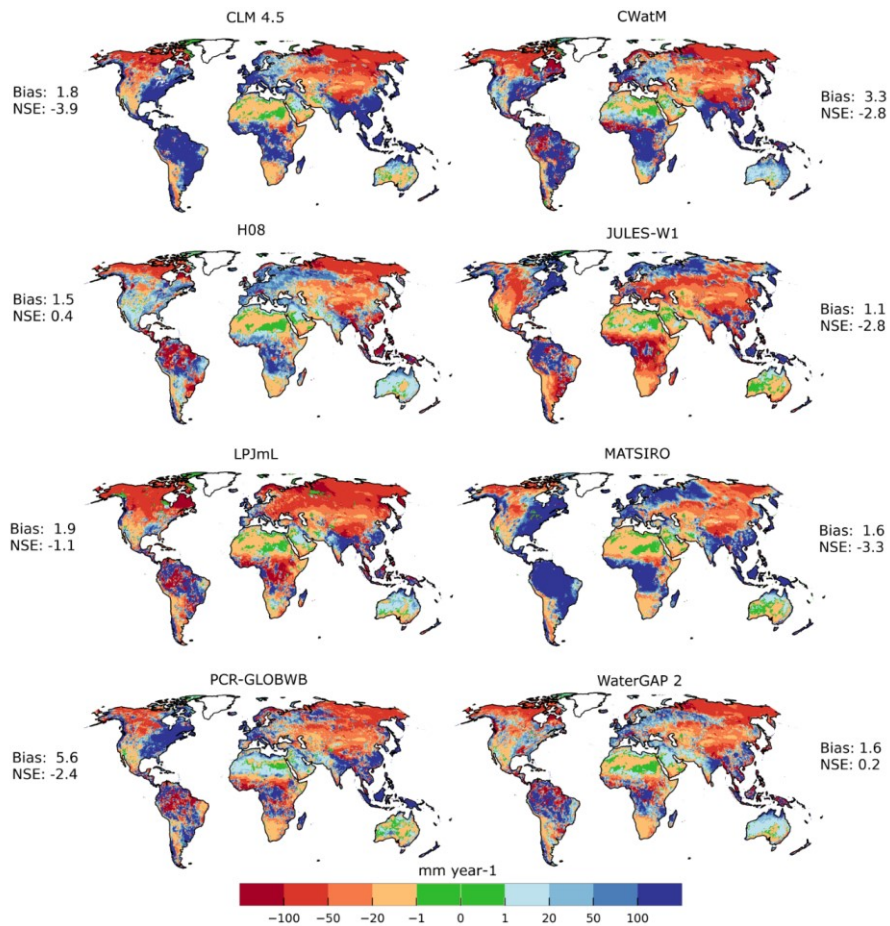 CLM 4.5
CWatM
Bias: 1.8
NSE: -3.9
Bias: 3.3
NSE: -2.8
H08
JULES-W1
Bias: 1.5
NSE: 0.4
Bias: 1.1
NSE: -2.8
LPJmL
MATSIRO
Bias: 1.9
NSE: -1.1
Bias: 1.6
NSE: -3.3
PCR-GLOBWB
WaterGAP 2
Bias: 5.6
NSE: -2.4
Bias: 1.6
NSE: 0.2
mm year-1
−100 −50 −20 −1 0 1 20 50 100